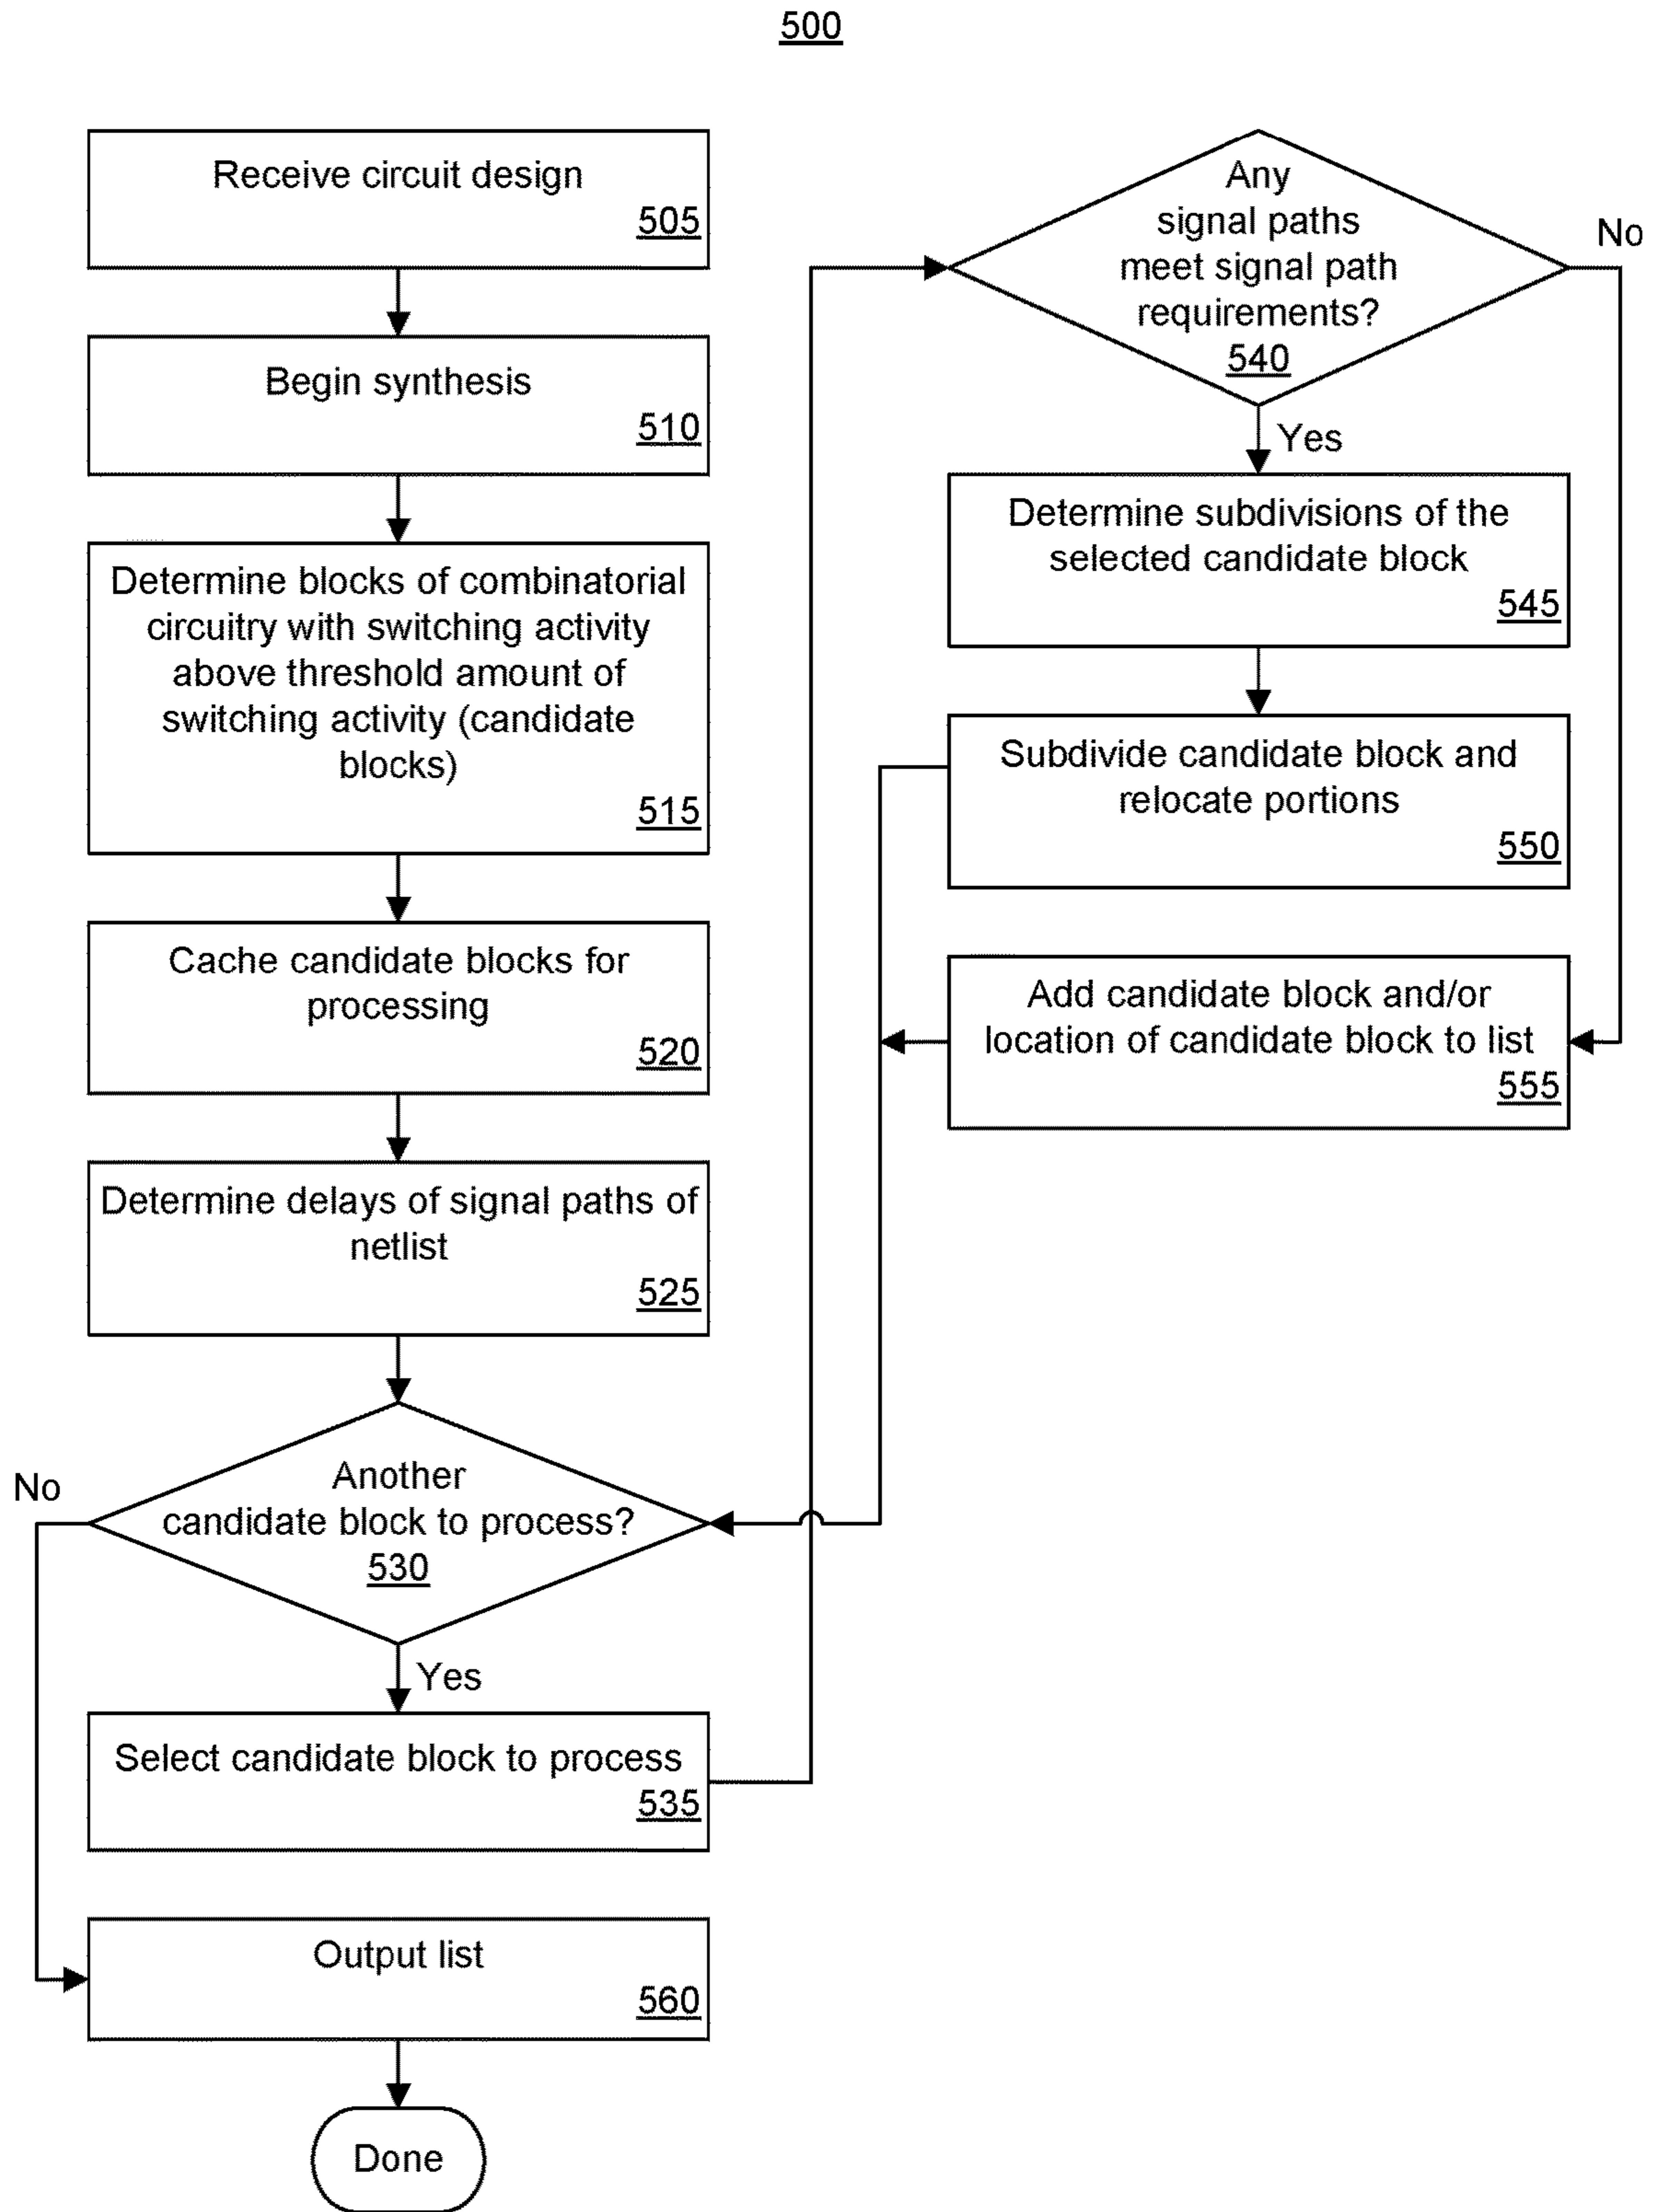 500
Receive circuit design
505
Begin synthesis
510
Determine blocks of combinatorial
circuitry with switching activity
above threshold amount of
switching activity (candidate
blocks)
515
Cache candidate blocks for
processing
520
Determine delays of signal paths of
netlist
525
Another
candidate block to process?
530
No
Yes
Select candidate block to process
535
Output list
560
Done
Any
signal paths
meet signal path
requirements?
540
No
Yes
Determine subdivisions of the
selected candidate block
545
Subdivide candidate block and
relocate portions
550
Add candidate block and/or
location of candidate block to list
555